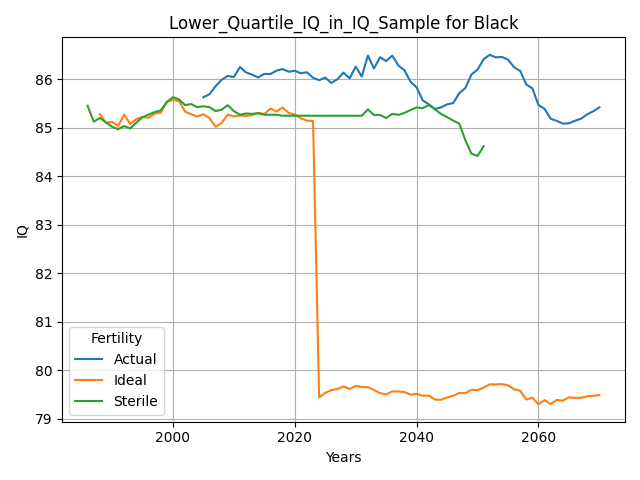 Lower_Quartile_IQ_in_IQ_Sample for Black
86
85
84
83
82
81
80
79
IQ
Fertility
Actual
Ideal
Sterile
2000
2020
2040
2060
Years